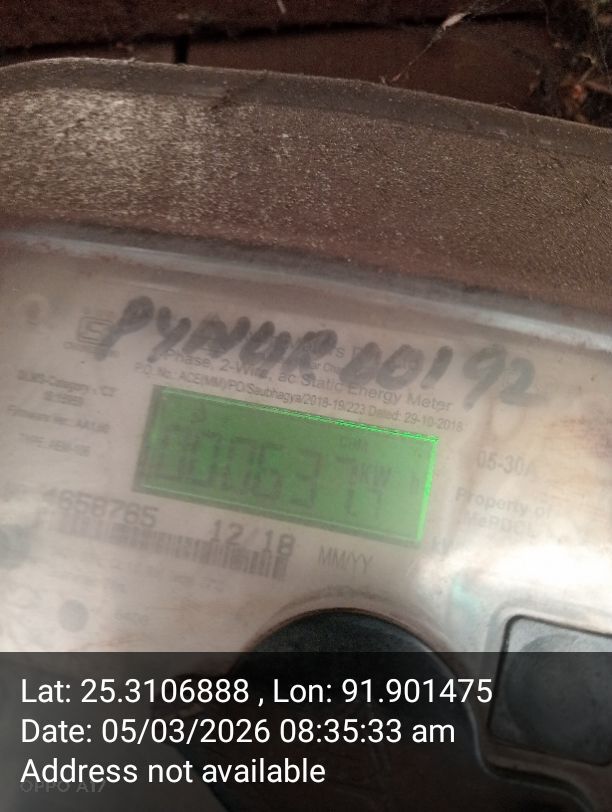 PYNUR 00192
Phase, 2-Wire, ac Static Energy Meter
P.O. No.: ACE(MM)/PO/Saubhagya/2018-19/223 Dated: 29-10-2018
05-30A
KW h
Property of
MePDCL
4658765
12/18
MM/YY
Lat: 25.3106888 , Lon: 91.901475
Date: 05/03/2026 08:35:33 am
Address not available
OPPO A17